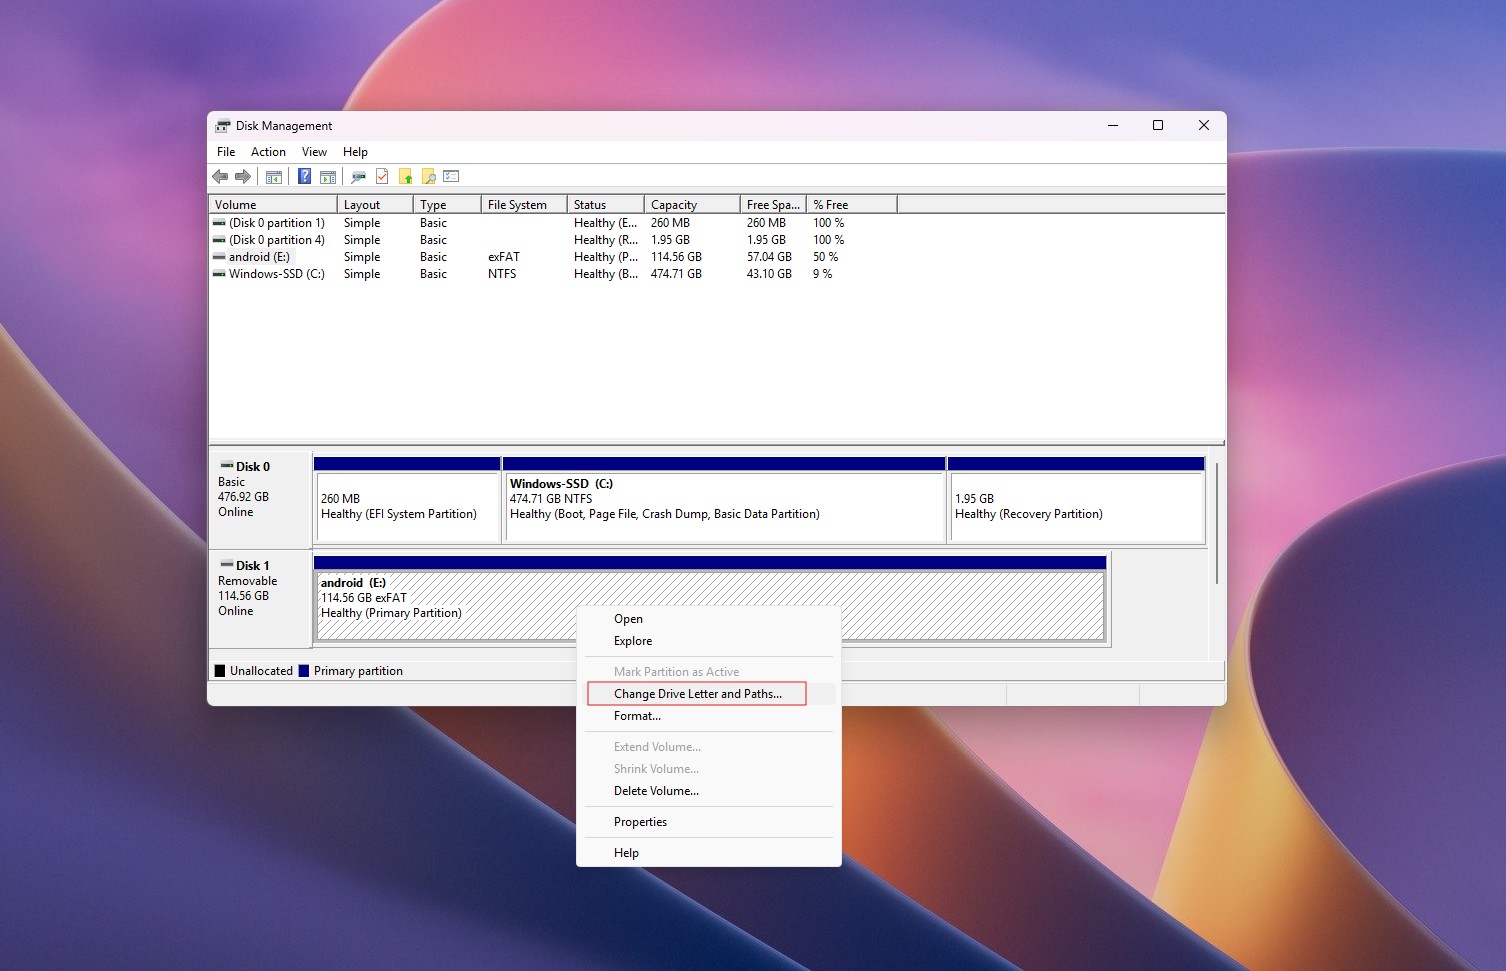 Disk Management
File Action View Help
Volume Layout Type File System Status Capacity Free Spa... % Free
(Disk 0 partition 1) Simple Basic Healthy (E... 260 MB 260 MB 100 %
(Disk 0 partition 4) Simple Basic Healthy (R... 1.95 GB 1.95 GB 100 %
android (E:) Simple Basic exFAT Healthy (P... 114.56 GB 57.04 GB 50 %
Windows-SSD (C:) Simple Basic NTFS Healthy (B... 474.71 GB 43.10 GB 9 %
Disk 0
Basic
476.92 GB
Online
260 MB
Healthy (EFI System Partition)
Windows-SSD (C:)
474.71 GB NTFS
Healthy (Boot, Page File, Crash Dump, Basic Data Partition)
1.95 GB
Healthy (Recovery Partition)
Disk 1
Removable
114.56 GB
Online
android (E:)
114.56 GB exFAT
Healthy (Primary Partition)
Unallocated Primary partition
Open
Explore
Mark Partition as Active
Change Drive Letter and Paths...
Format...
Extend Volume...
Shrink Volume...
Delete Volume...
Properties
Help